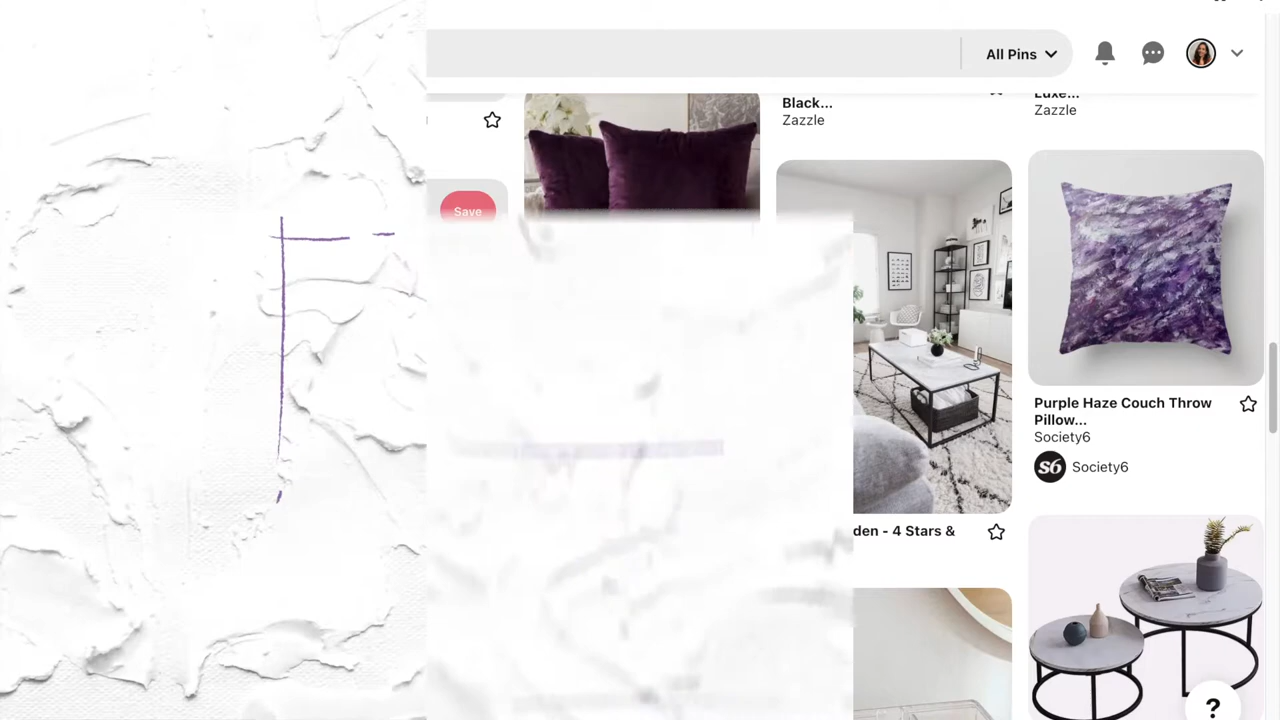 All Pins
Black...
Zazzle
Luxe...
Zazzle
Save
Purple Haze Couch Throw
Pillow...
Society6
s6 Society6
den - 4 Stars &
?